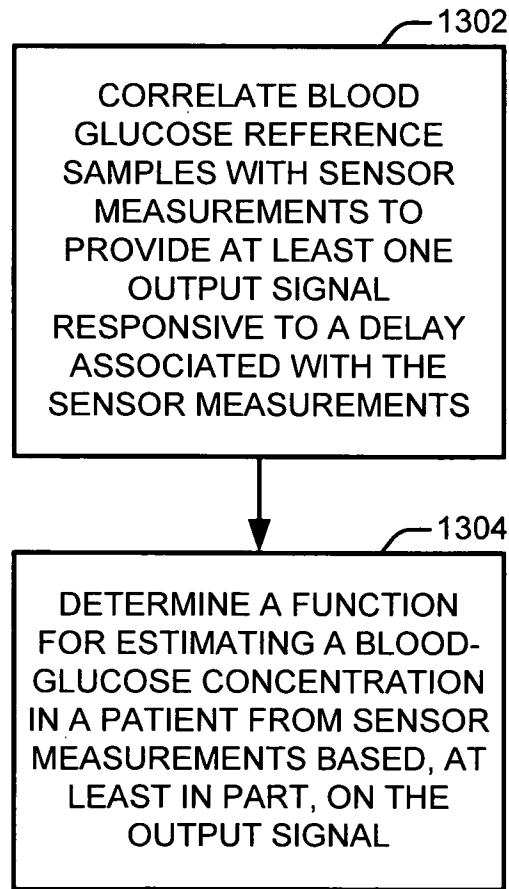 1302
CORRELATE BLOOD
GLUCOSE REFERENCE
SAMPLES WITH SENSOR
MEASUREMENTS TO
PROVIDE AT LEAST ONE
OUTPUT SIGNAL
RESPONSIVE TO A DELAY
ASSOCIATED WITH THE
SENSOR MEASUREMENTS
1304
DETERMINE A FUNCTION
FOR ESTIMATING A BLOOD-
GLUCOSE CONCENTRATION
IN A PATIENT FROM SENSOR
MEASUREMENTS BASED, AT
LEAST IN PART, ON THE
OUTPUT SIGNAL